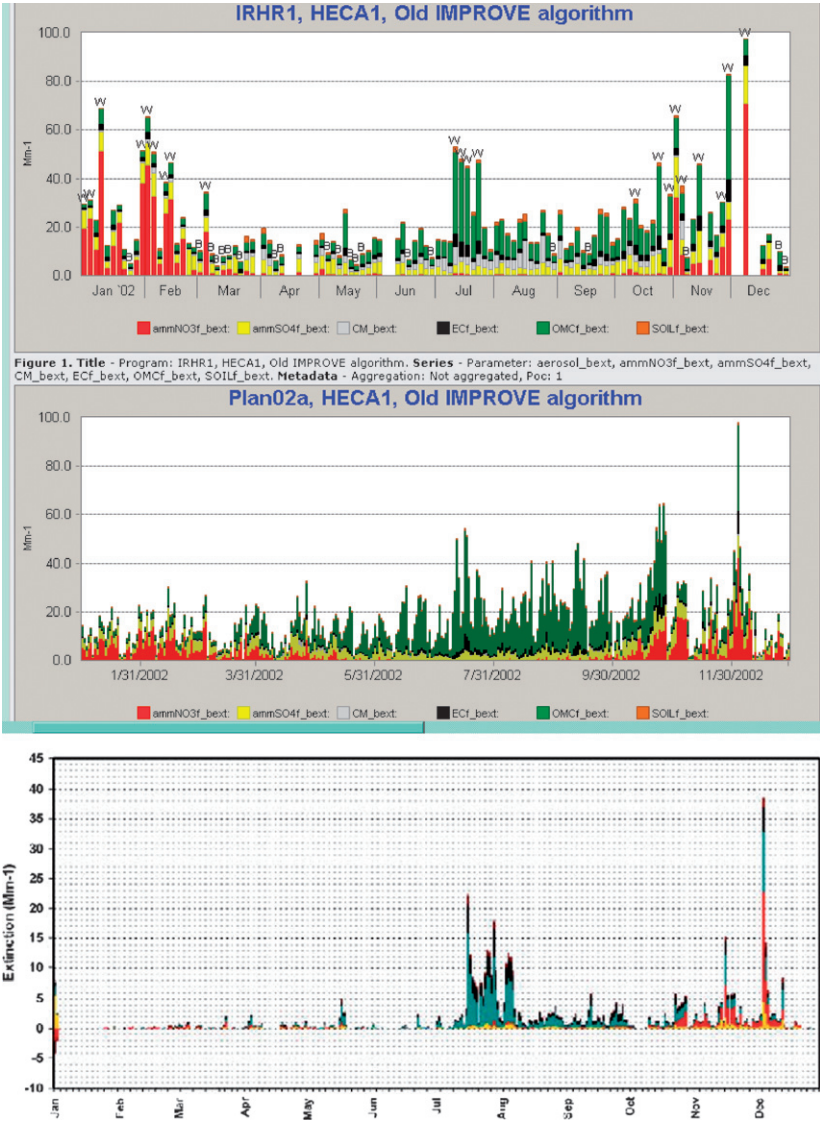 IRHR1, HECA1, Old IMPROVE algorithm
100.0
80.0
60.0
40.0
20.0
0.0
Mm-1
Jan '02 Feb Mar Apr May Jun Jul Aug Sep Oct Nov Dec
ammNO3f_bext: ammSO4f_bext: CM_bext: ECf_bext: OMCf_bext: SOILf_bext:
Figure 1. Title - Program: IRHR1, HECA1, Old IMPROVE algorithm. Series - Parameter: aerosol_bext, ammNO3f_bext, ammSO4f_bext,
CM_bext, ECf_bext, OMCf_bext, SOILf_bext. Metadata - Aggregation: Not aggregated, Poc: 1
Plan02a, HECA1, Old IMPROVE algorithm
100.0
80.0
60.0
40.0
20.0
0.0
Mm-1
1/31/2002 3/31/2002 5/31/2002 7/31/2002 9/30/2002 11/30/2002
ammNO3f_bext: ammSO4f_bext: CM_bext: ECf_bext: OMCf_bext: SOILf_bext:
45
40
35
30
25
20
15
10
5
0
-5
-10
Extinction (Mm-1)
Jan Feb Mar Apr May Jun Jul Aug Sep Oct Nov Dec